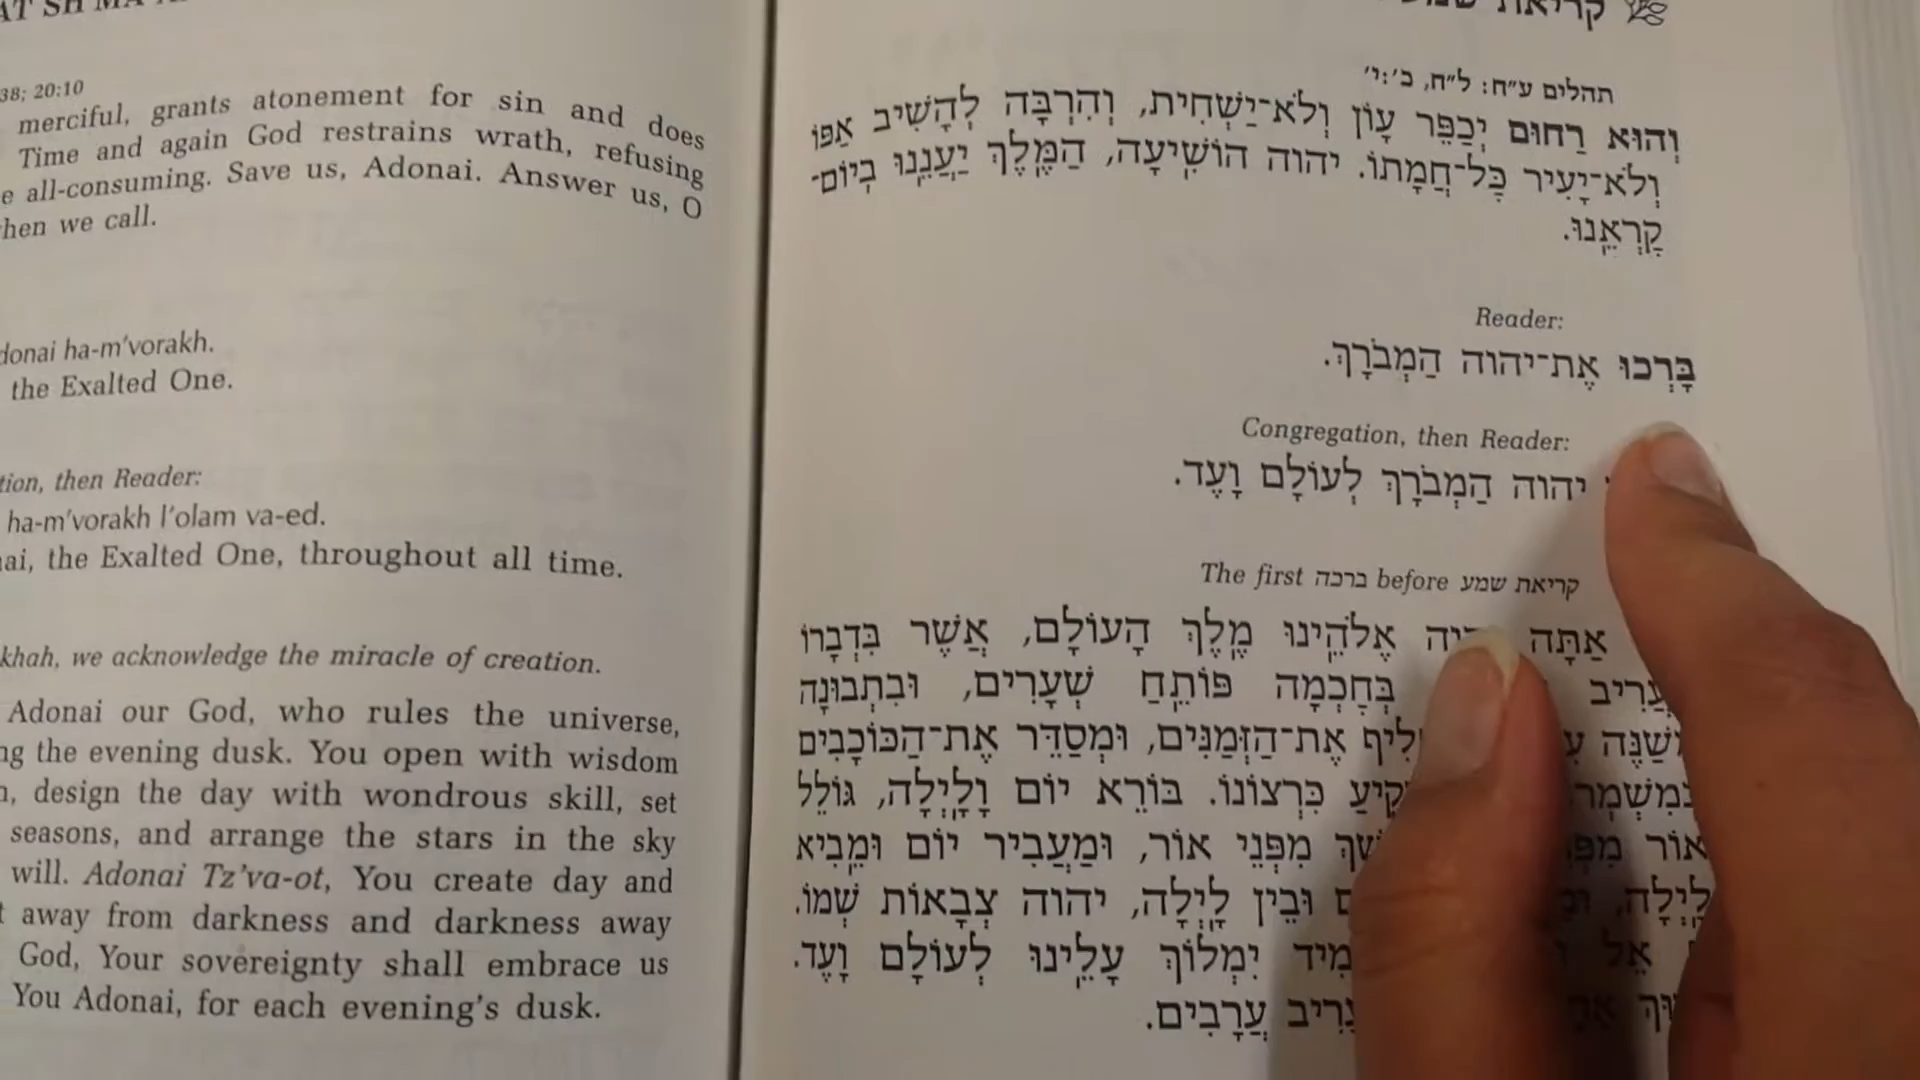 38; 20:10
merciful, grants atonement for sin and does
Time and again God restrains wrath, refusing
e all-consuming. Save us, Adonai. Answer us, O
hen we call.
donai ha-m'vorakh.
the Exalted One.
tion, then Reader:
ha-m'vorakh l'olam va-ed.
ai, the Exalted One, throughout all time.
khah, we acknowledge the miracle of creation.
Adonai our God, who rules the universe,
ng the evening dusk. You open with wisdom
n, design the day with wondrous skill, set
seasons, and arrange the stars in the sky
will. Adonai Tz'va-ot, You create day and
t away from darkness and darkness away
God, Your sovereignty shall embrace us
You Adonai, for each evening's dusk.
קריאת שמע
תהלים ע״ח: ל״ח, כ׳:י׳
וְהוּא רַחוּם יְכַפֵּר עָוֹן וְלֹא־יַשְׁחִית, וְהִרְבָּה לְהָשִׁיב אַפּוֹ
וְלֹא־יָעִיר כָּל־חֲמָתוֹ. יהוה הוֹשִׁיעָה, הַמֶּלֶךְ יַעֲנֵנוּ בְיוֹם־
קָרְאֵנוּ.
Reader:
בָּרְכוּ אֶת־יהוה הַמְבֹרָךְ.
Congregation, then Reader:
יהוה הַמְבֹרָךְ לְעוֹלָם וָעֶד.
The first ברכה before קריאת שמע
אַתָּה אֱלֹהֵינוּ מֶלֶךְ הָעוֹלָם, אֲשֶׁר בִּדְבָרוֹ
בְּחָכְמָה פּוֹתֵחַ שְׁעָרִים, וּבִתְבוּנָה
אֶת־הַזְּמַנִּים, וּמְסַדֵּר אֶת־הַכּוֹכָבִים
כִּרְצוֹנוֹ. בּוֹרֵא יוֹם וָלָיְלָה, גּוֹלֵל
אוֹר מִפְּנֵי אוֹר, וּמַעֲבִיר יוֹם וּמֵבִיא
לָיְלָה, וּבֵין לָיְלָה, יהוה צְבָאוֹת שְׁמוֹ.
אֵל יִמְלוֹךְ עָלֵינוּ לְעוֹלָם וָעֶד.
עֲרָבִים.